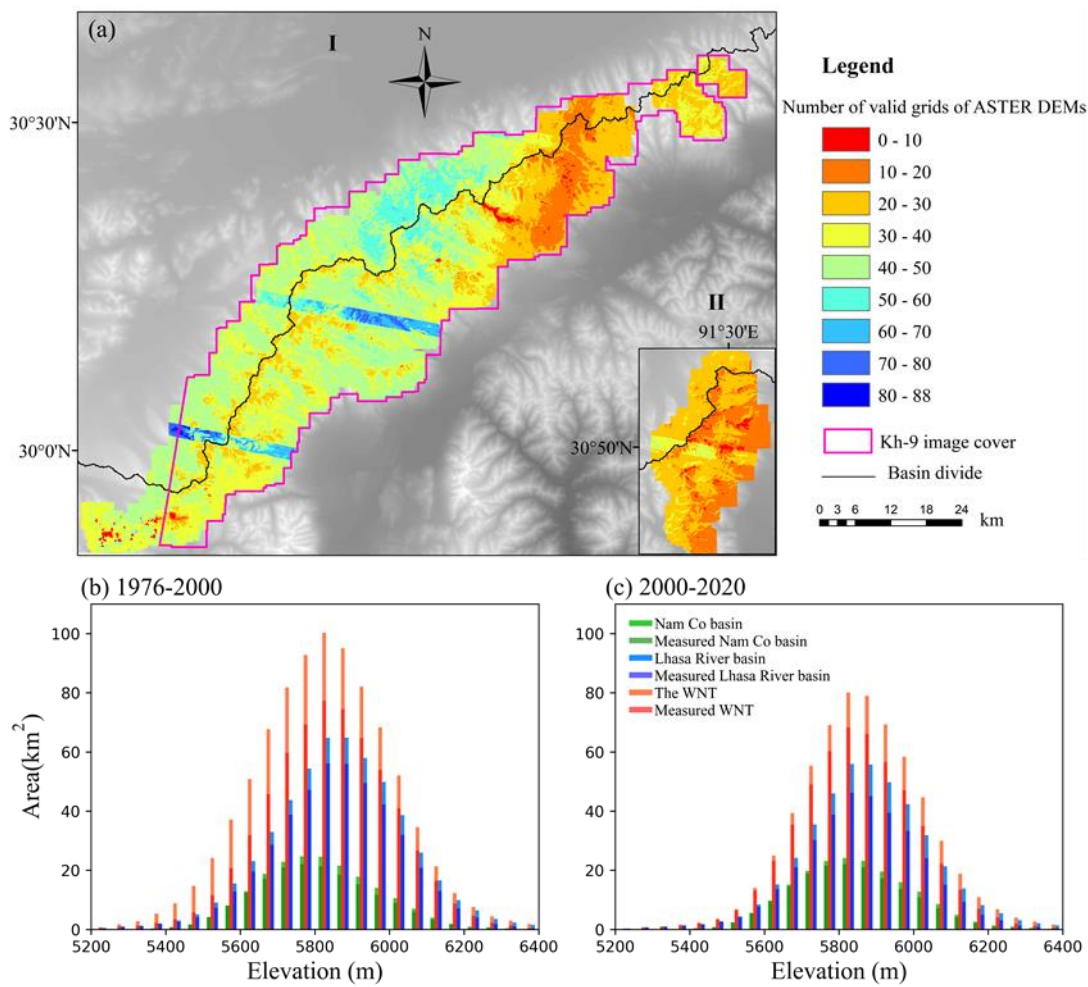 (a)
I
N
30°30'N
30°0'N
II
91°30'E
30°50'N
Legend
Number of valid grids of ASTER DEMs
0 - 10
10 - 20
20 - 30
30 - 40
40 - 50
50 - 60
60 - 70
70 - 80
80 - 88
Kh-9 image cover
Basin divide
0 3 6 12 18 24
km
(b) 1976-2000
Area(km²)
100
80
60
40
20
0
5200 5400 5600 5800 6000 6200 6400
Elevation (m)
(c) 2000-2020
Nam Co basin
Measured Nam Co basin
Lhasa River basin
Measured Lhasa River basin
The WNT
Measured WNT
100
80
60
40
20
0
5200 5400 5600 5800 6000 6200 6400
Elevation (m)